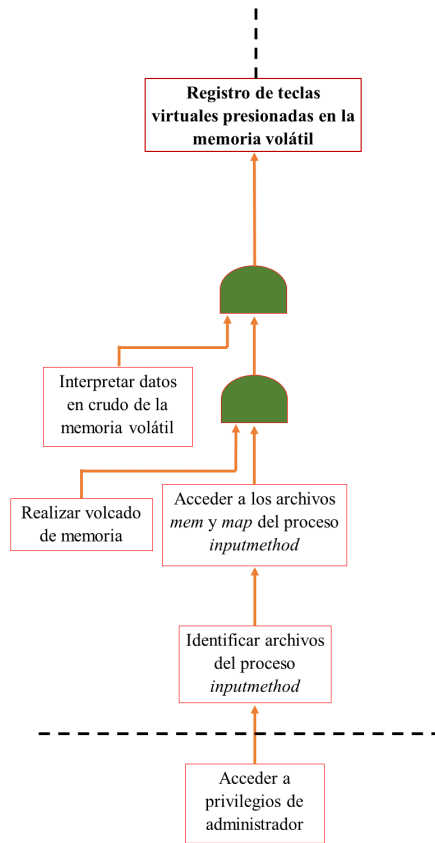 Registro de teclas
virtuales presionadas en la
memoria volátil
Interpretar datos
en crudo de la
memoria volátil
Realizar volcado
de memoria
Acceder a los archivos
mem y map del proceso
inputmethod
Identificar archivos
del proceso
inputmethod
Acceder a
privilegios de
administrador